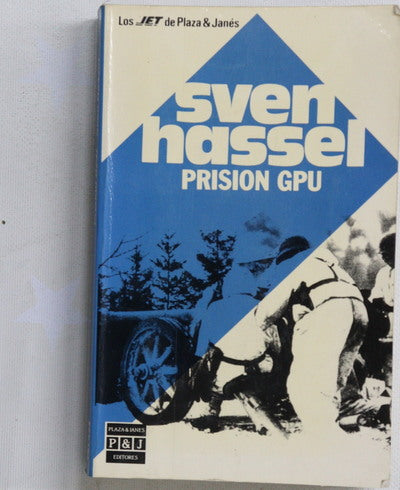 Los JET de Plaza & Janés
sven
hassel
PRISION GPU
PLAZA & JANES
P&J
EDITORES